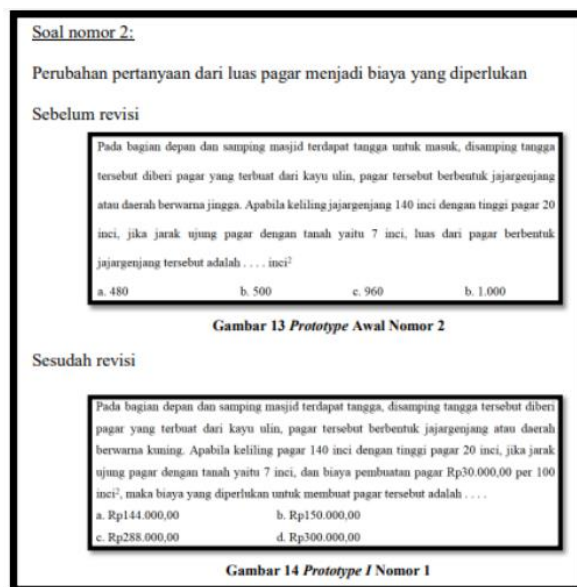 Soal nomor 2:
Perubahan pertanyaan dari luas pagar menjadi biaya yang diperlukan
Sebelum revisi
Pada bagian depan dan samping masjid terdapat tangga untuk masuk, disamping tangga
tersebut diberi pagar yang terbuat dari kayu ulin, pagar tersebut berbentuk jajargenjang
atau daerah berwarna jingga. Apabila keliling jajargenjang 140 inci dengan tinggi pagar 20
inci, jika jarak ujung pagar dengan tanah yaitu 7 inci, luas dari pagar berbentuk
jajargenjang tersebut adalah . . . . inci²
a. 480 b. 500 c. 960 b. 1.000
Gambar 13 Prototype Awal Nomor 2
Sesudah revisi
Pada bagian depan dan samping masjid terdapat tangga, disamping tangga tersebut diberi
pagar yang terbuat dari kayu ulin, pagar tersebut berbentuk jajargenjang atau daerah
berwarna kuning. Apabila keliling pagar 140 inci dengan tinggi pagar 20 inci, jika jarak
ujung pagar dengan tanah yaitu 7 inci, dan biaya pembuatan pagar Rp30.000,00 per 100
inci², maka biaya yang diperlukan untuk membuat pagar tersebut adalah . . . .
a. Rp144.000,00 b. Rp150.000,00
c. Rp288.000,00 d. Rp300.000,00
Gambar 14 Prototype I Nomor 1